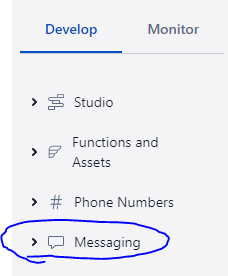 Develop Monitor
Studio
Functions and
Assets
# Phone Numbers
Messaging